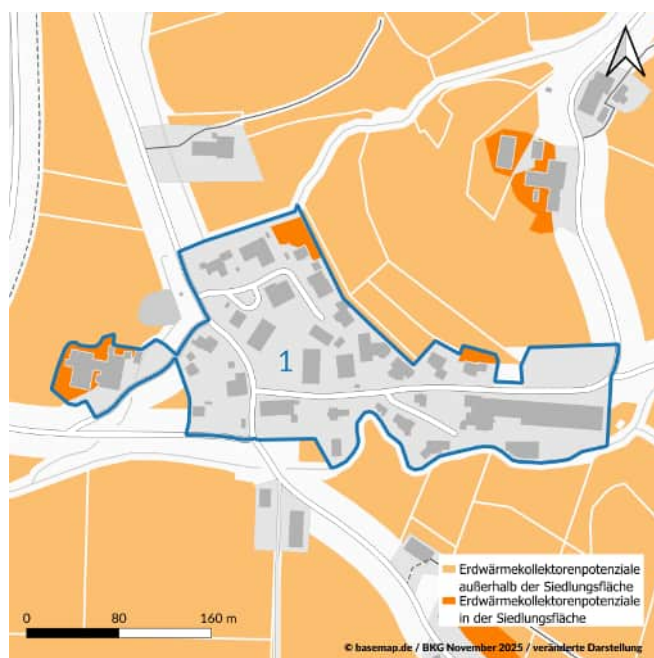 1
Erdwärmekollektorenpotenziale
außerhalb der Siedlungsfläche
Erdwärmekollektorenpotenziale
in der Siedlungsfläche
0 80 160 m
© basemap.de / BKG November 2025 / veränderte Darstellung